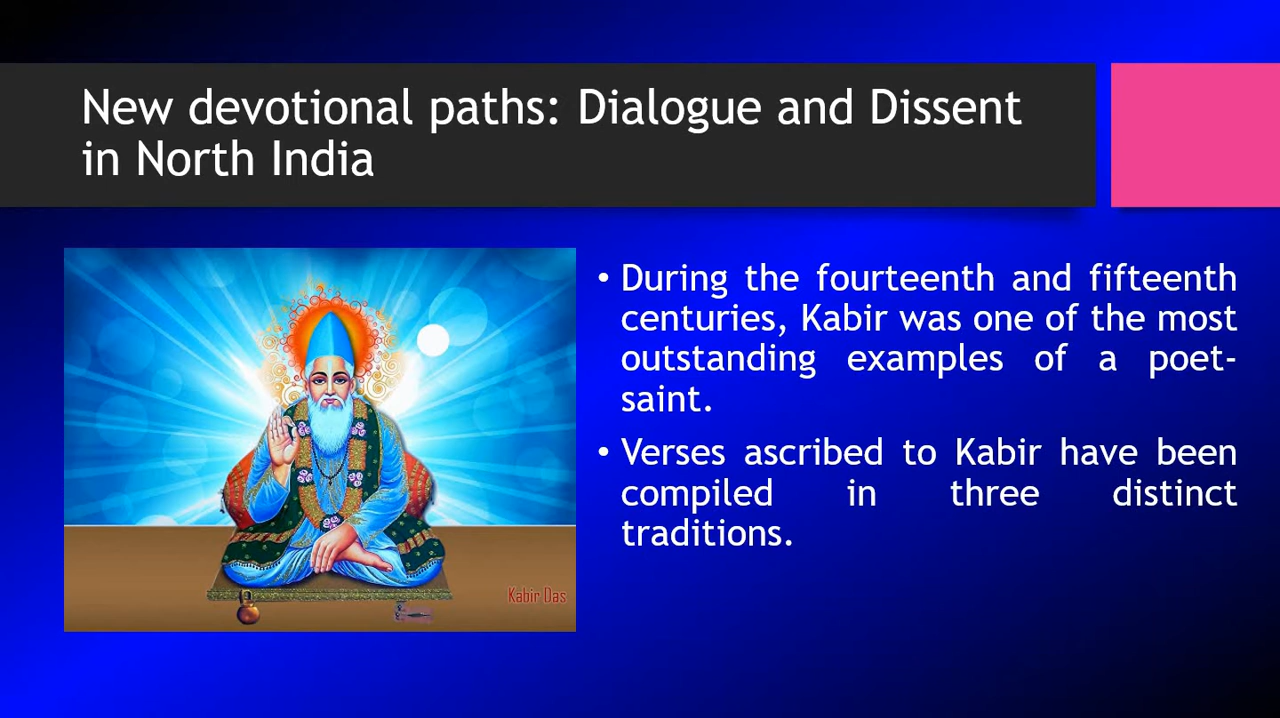 New devotional paths: Dialogue and Dissent
in North India
• During the fourteenth and fifteenth
centuries, Kabir was one of the most
outstanding examples of a poet-
saint.
• Verses ascribed to Kabir have been
compiled in three distinct
traditions.
Kabir Das